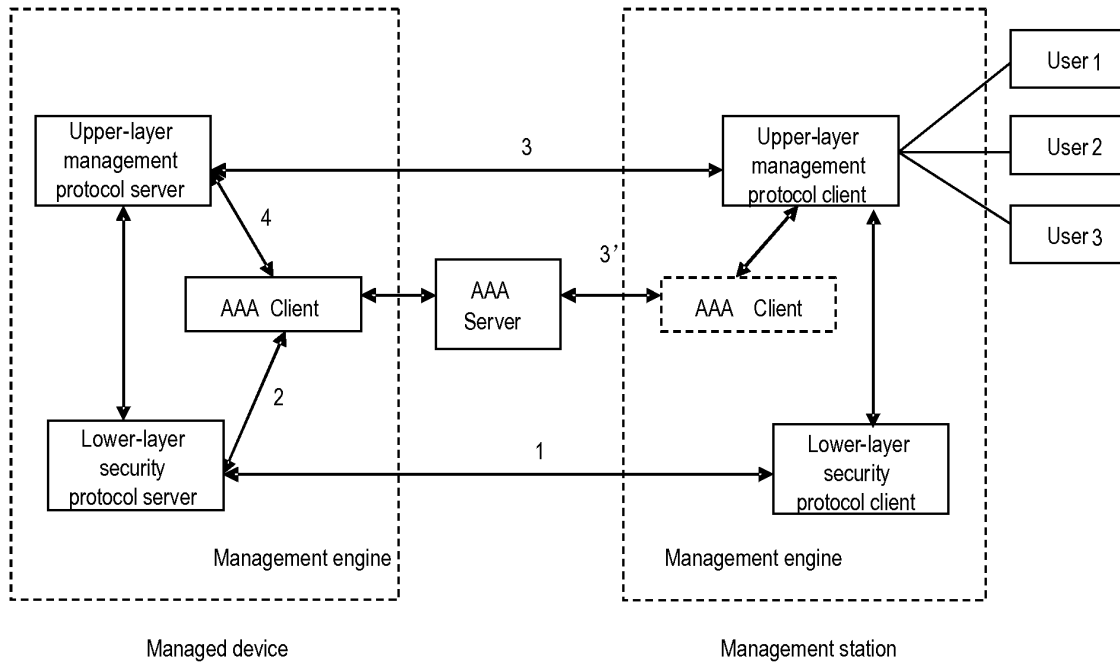 User 1
Upper-layer
management
protocol server
3
Upper-layer
management
protocol client
User 2
4
User 3
3’
AAA Client
AAA
Server
AAA Client
2
Lower-layer
security
protocol server
1
Lower-layer
security
protocol client
Management engine
Management engine
Managed device
Management station